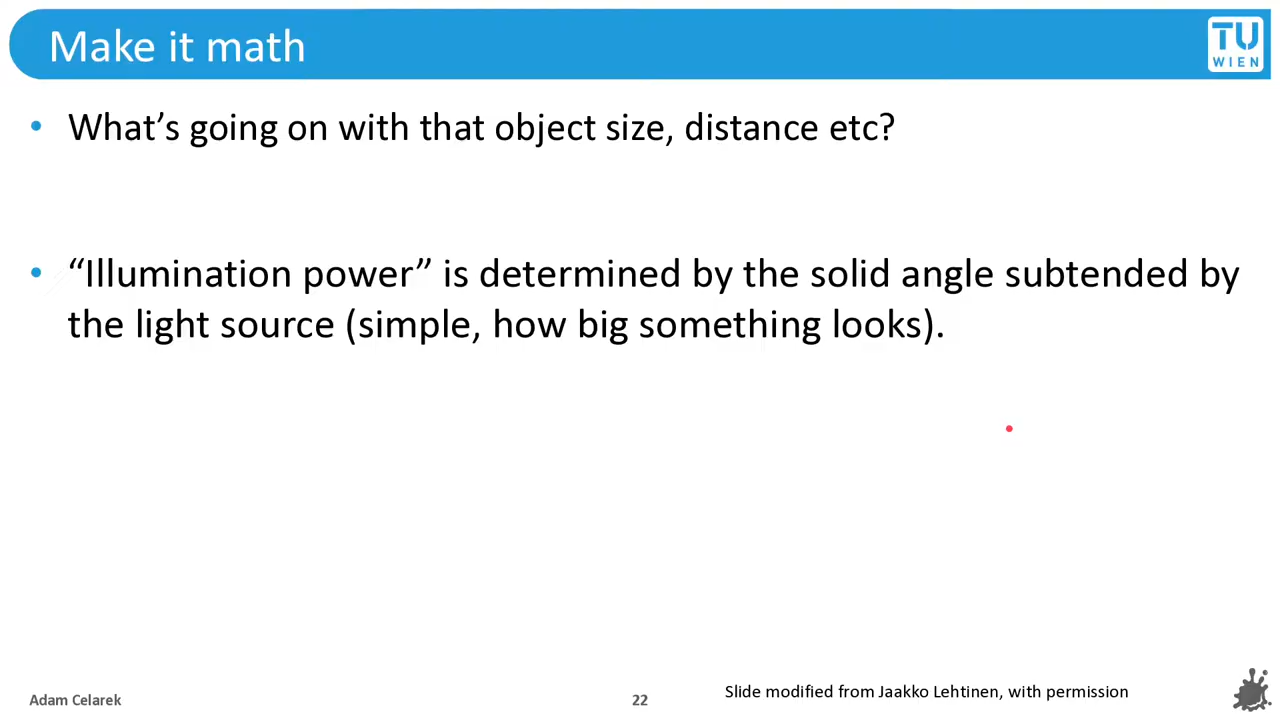 Make it math
TU
WIEN
• What’s going on with that object size, distance etc?
• “Illumination power” is determined by the solid angle subtended by
the light source (simple, how big something looks).
Adam Celarek
22
Slide modified from Jaakko Lehtinen, with permission